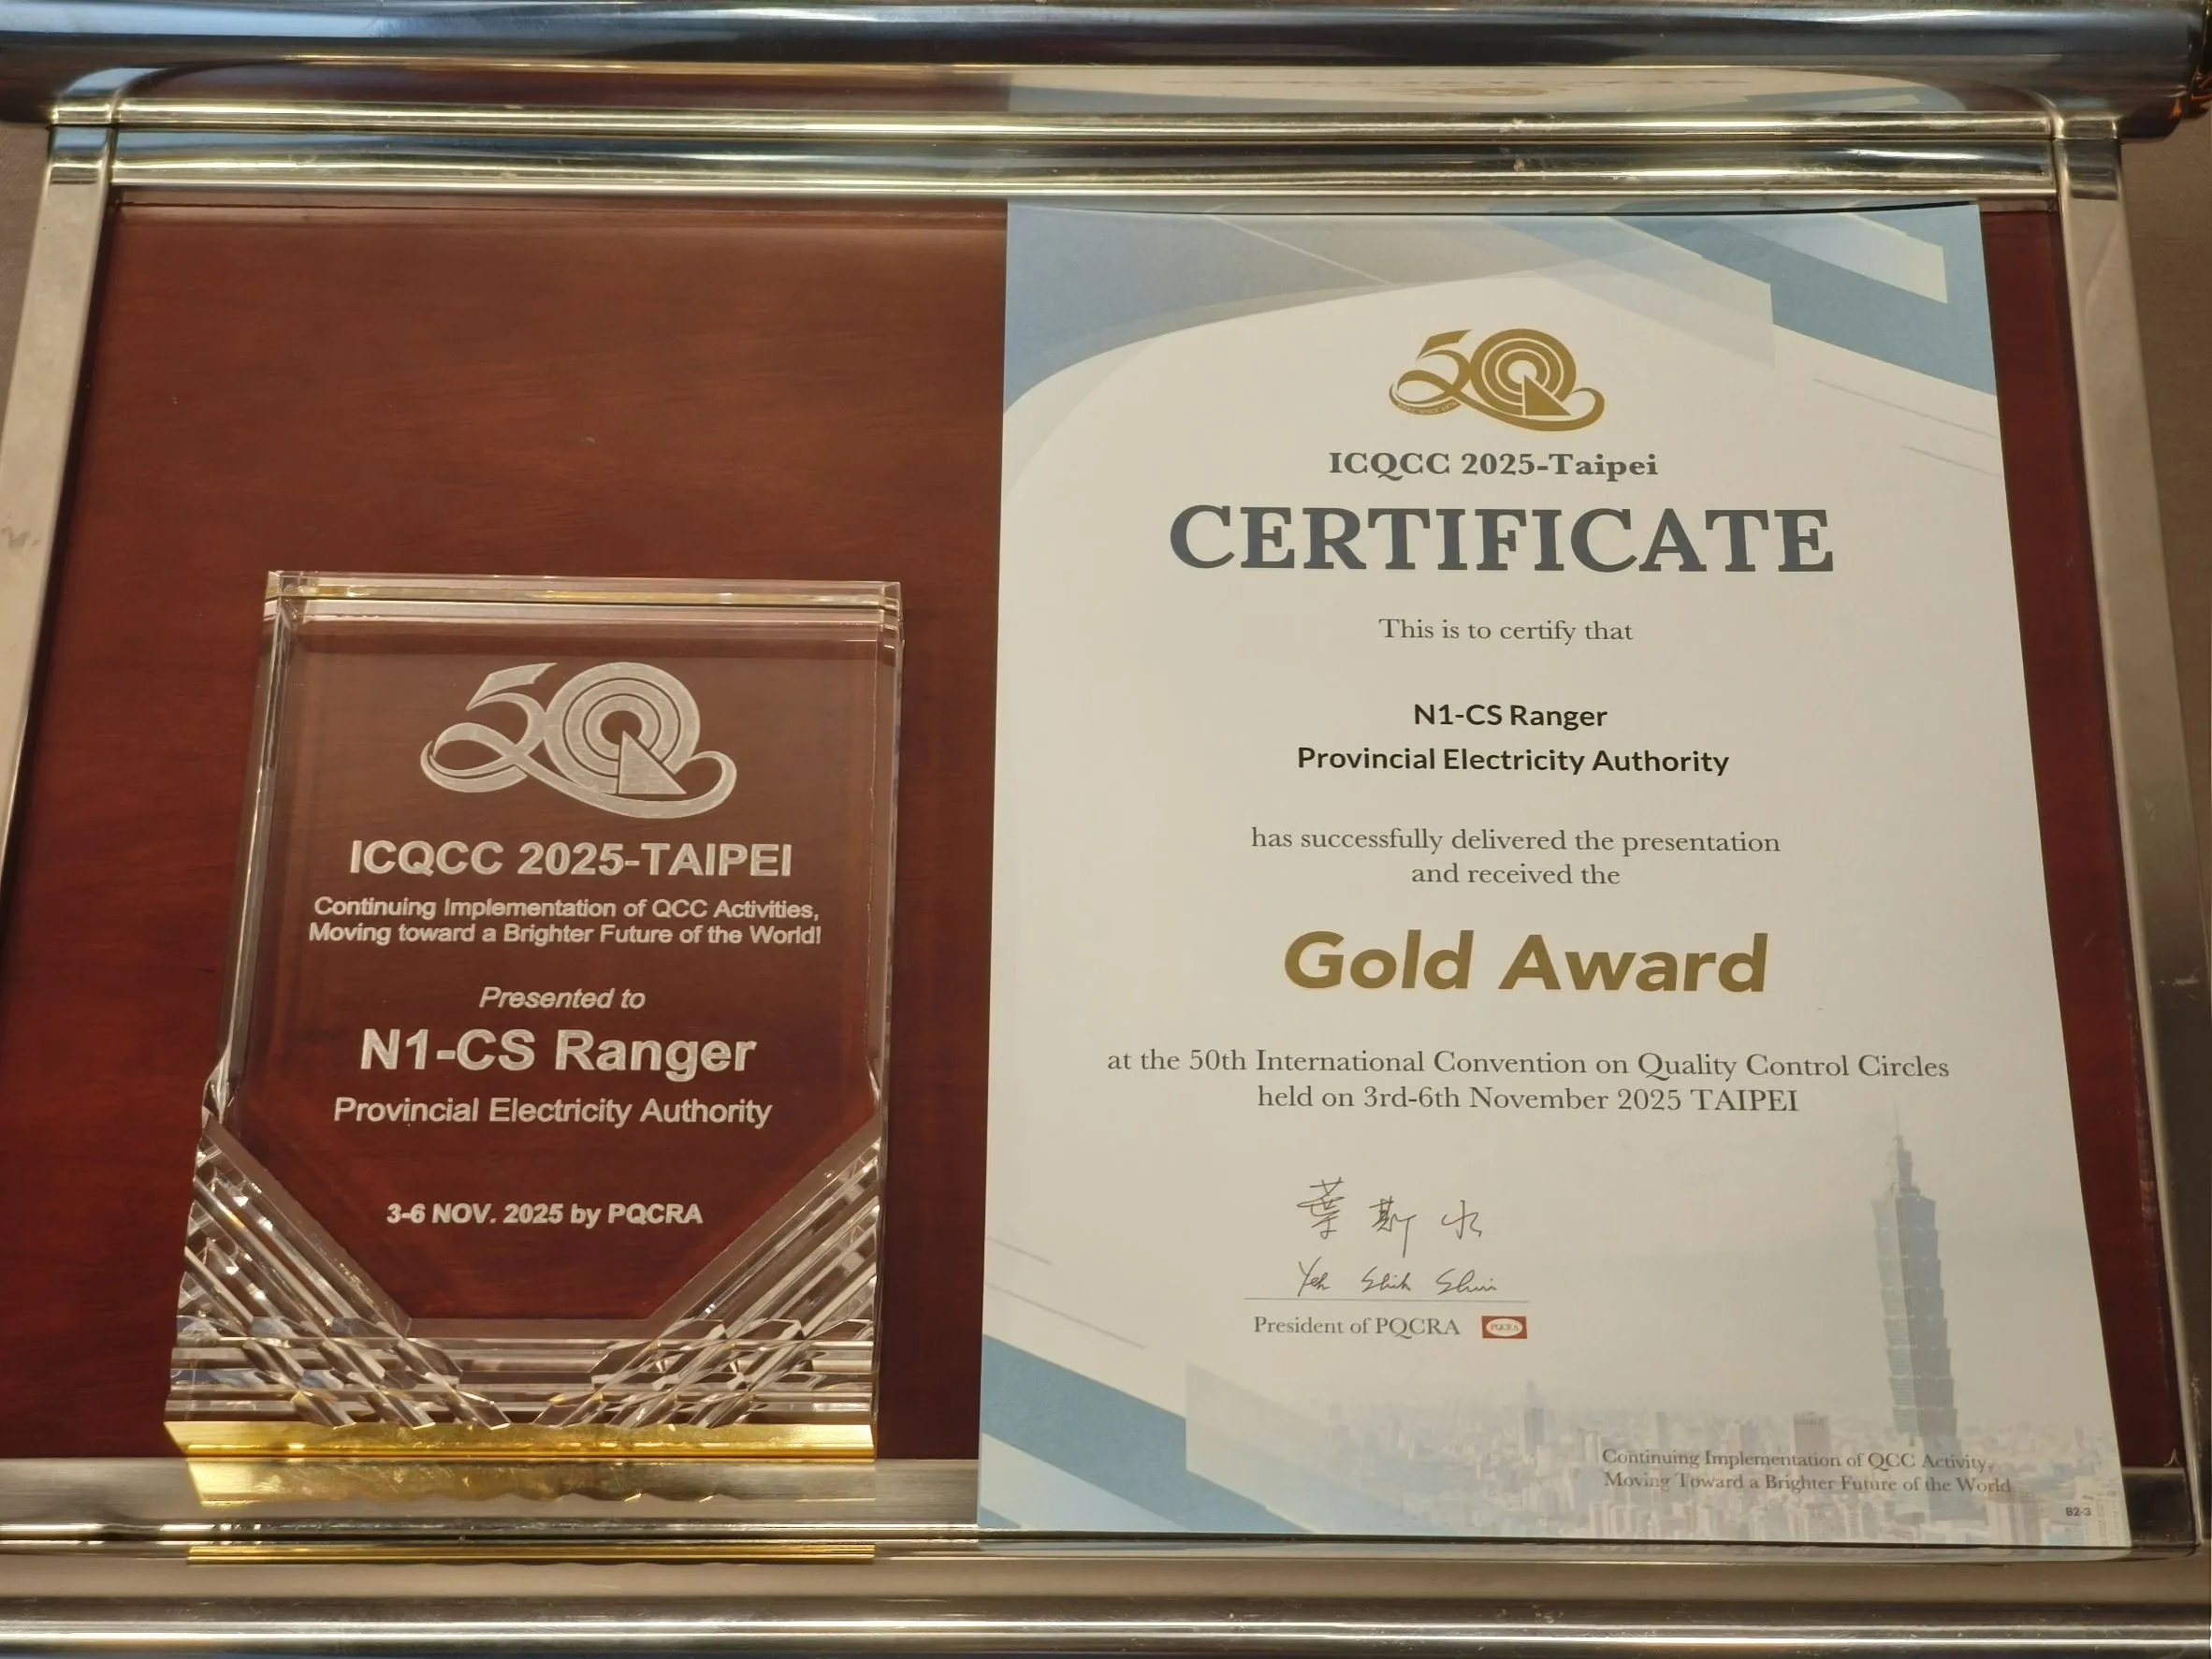 50
ICQCC 2025-TAIPEI
Continuing Implementation of QCC Activities,
Moving toward a Brighter Future of the World!
Presented to
N1-CS Ranger
Provincial Electricity Authority
3-6 NOV. 2025 by PQCRA
50
ICQCC 2025-Taipei
CERTIFICATE
This is to certify that
N1-CS Ranger
Provincial Electricity Authority
has successfully delivered the presentation
and received the
Gold Award
at the 50th International Convention on Quality Control Circles
held on 3rd-6th November 2025 TAIPEI
葉斯水
Yeh Shih Shui
President of PQCRA
PQCRA
Continuing Implementation of QCC Activity,
Moving Toward a Brighter Future of the World
B2-3